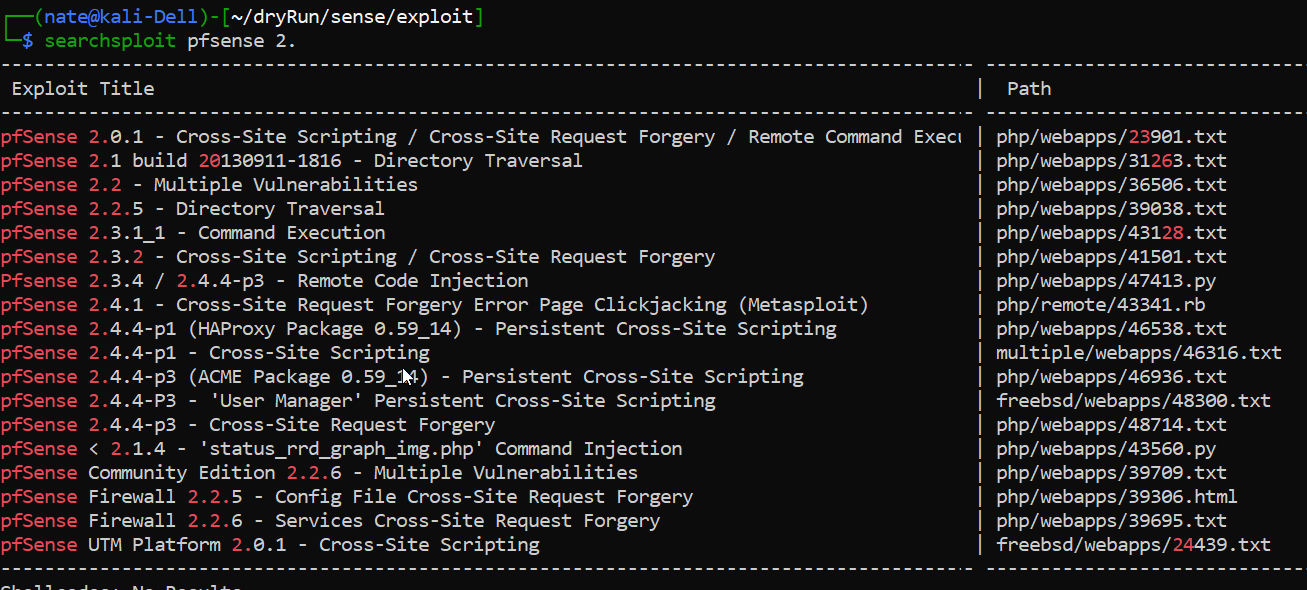 ┌──(nate@kali-Dell)-[~/dryRun/sense/exploit]
└─$ searchsploit pfsense 2.
Exploit Title | Path
pfSense 2.0.1 - Cross-Site Scripting / Cross-Site Request Forgery / Remote Command Execu | php/webapps/23901.txt
pfSense 2.1 build 20130911-1816 - Directory Traversal | php/webapps/31263.txt
pfSense 2.2 - Multiple Vulnerabilities | php/webapps/36506.txt
pfSense 2.2.5 - Directory Traversal | php/webapps/39038.txt
pfSense 2.3.1_1 - Command Execution | php/webapps/43128.txt
pfSense 2.3.2 - Cross-Site Scripting / Cross-Site Request Forgery | php/webapps/41501.txt
Pfsense 2.3.4 / 2.4.4-p3 - Remote Code Injection | php/webapps/47413.py
pfSense 2.4.1 - Cross-Site Request Forgery Error Page Clickjacking (Metasploit) | php/remote/43341.rb
pfSense 2.4.4-p1 (HAProxy Package 0.59_14) - Persistent Cross-Site Scripting | php/webapps/46538.txt
pfSense 2.4.4-p1 - Cross-Site Scripting | multiple/webapps/46316.txt
pfSense 2.4.4-p3 (ACME Package 0.59_14) - Persistent Cross-Site Scripting | php/webapps/46936.txt
pfSense 2.4.4-P3 - 'User Manager' Persistent Cross-Site Scripting | freebsd/webapps/48300.txt
pfSense 2.4.4-p3 - Cross-Site Request Forgery | php/webapps/48714.txt
pfSense < 2.1.4 - 'status_rrd_graph_img.php' Command Injection | php/webapps/43560.py
pfSense Community Edition 2.2.6 - Multiple Vulnerabilities | php/webapps/39709.txt
pfSense Firewall 2.2.5 - Config File Cross-Site Request Forgery | php/webapps/39306.html
pfSense Firewall 2.2.6 - Services Cross-Site Request Forgery | php/webapps/39695.txt
pfSense UTM Platform 2.0.1 - Cross-Site Scripting | freebsd/webapps/24439.txt